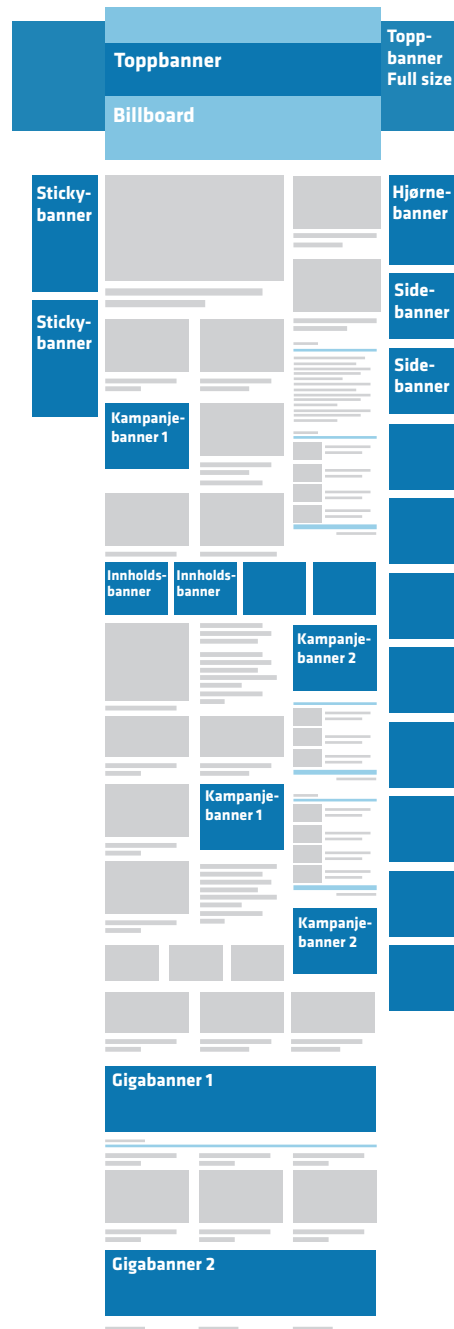 Toppbanner
Billboard
Topp-
banner
Full size
Sticky-
banner
Sticky-
banner
Hjørne-
banner
Side-
banner
Side-
banner
Kampanje-
banner 1
Innholds-
banner
Innholds-
banner
Kampanje-
banner 2
Kampanje-
banner 1
Kampanje-
banner 2
Gigabanner 1
Gigabanner 2